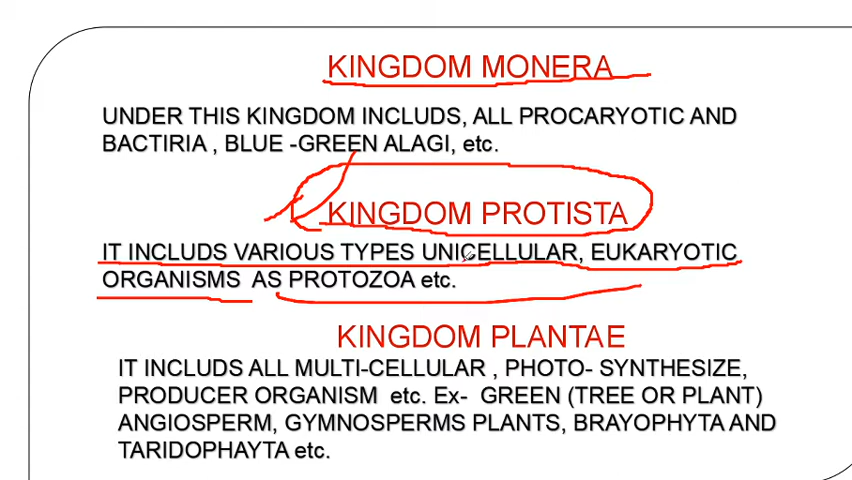 KINGDOM MONERA
UNDER THIS KINGDOM INCLUDS, ALL PROCARYOTIC AND
BACTIRIA , BLUE -GREEN ALAGI, etc.
KINGDOM PROTISTA
IT INCLUDS VARIOUS TYPES UNICELLULAR, EUKARYOTIC
ORGANISMS AS PROTOZOA etc.
KINGDOM PLANTAE
IT INCLUDS ALL MULTI-CELLULAR , PHOTO- SYNTHESIZE,
PRODUCER ORGANISM etc. Ex- GREEN (TREE OR PLANT)
ANGIOSPERM, GYMNOSPERMS PLANTS, BRAYOPHYTA AND
TARIDOPHAYTA etc.